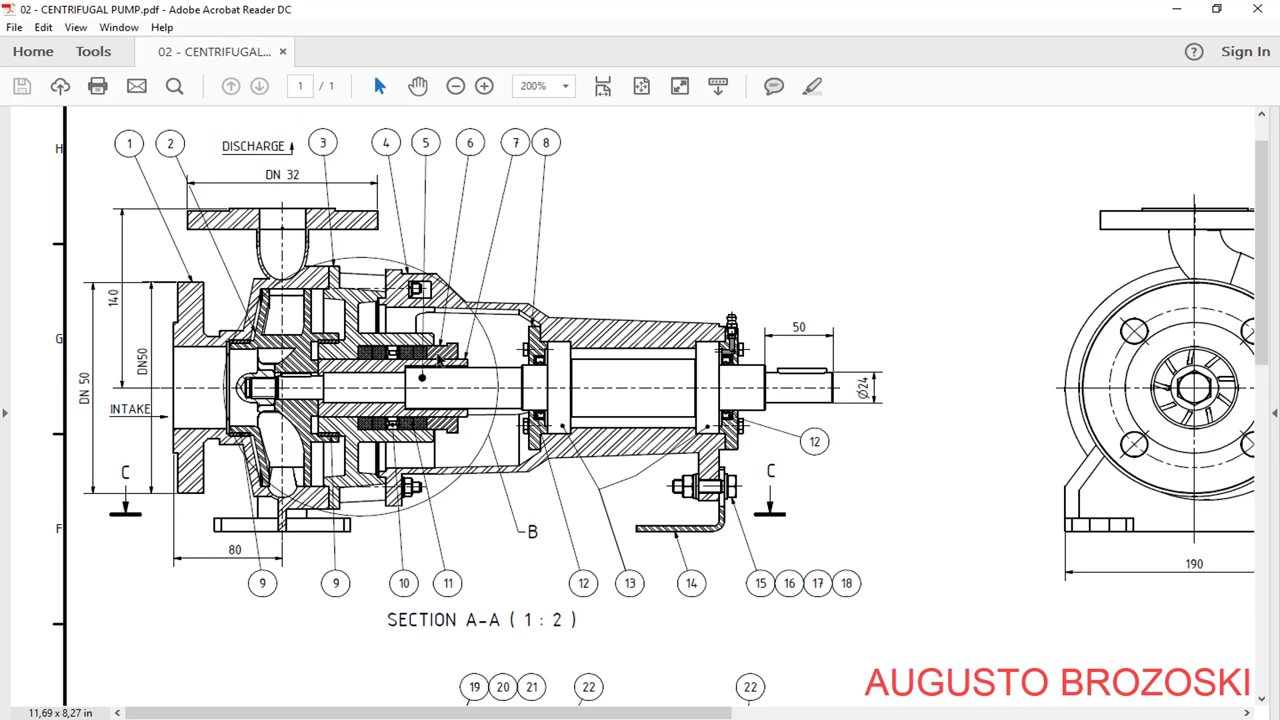 02 - CENTRIFUGAL PUMP.pdf - Adobe Acrobat Reader DC
File Edit View Window Help
Home Tools 02 - CENTRIFUGAL... × Sign In
1 / 1 200%
H
1 2 DISCHARGE 3 4 5 6 7 8
DN 32
140
50
G
DN 50 DN50 Ø24
INTAKE
12
C C
F
B
80 190
9 9 10 11 12 13 14 15 16 17 18
SECTION A-A ( 1 : 2 )
19 20 21 22 22
AUGUSTO BROZOSKI
11,69 x 8,27 in